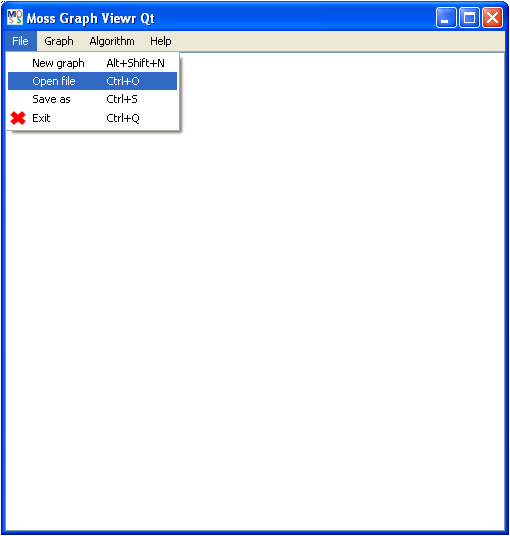 Moss Graph Viewr Qt
File Graph Algorithm Help
New graph Alt+Shift+N
Open file Ctrl+O
Save as Ctrl+S
Exit Ctrl+Q